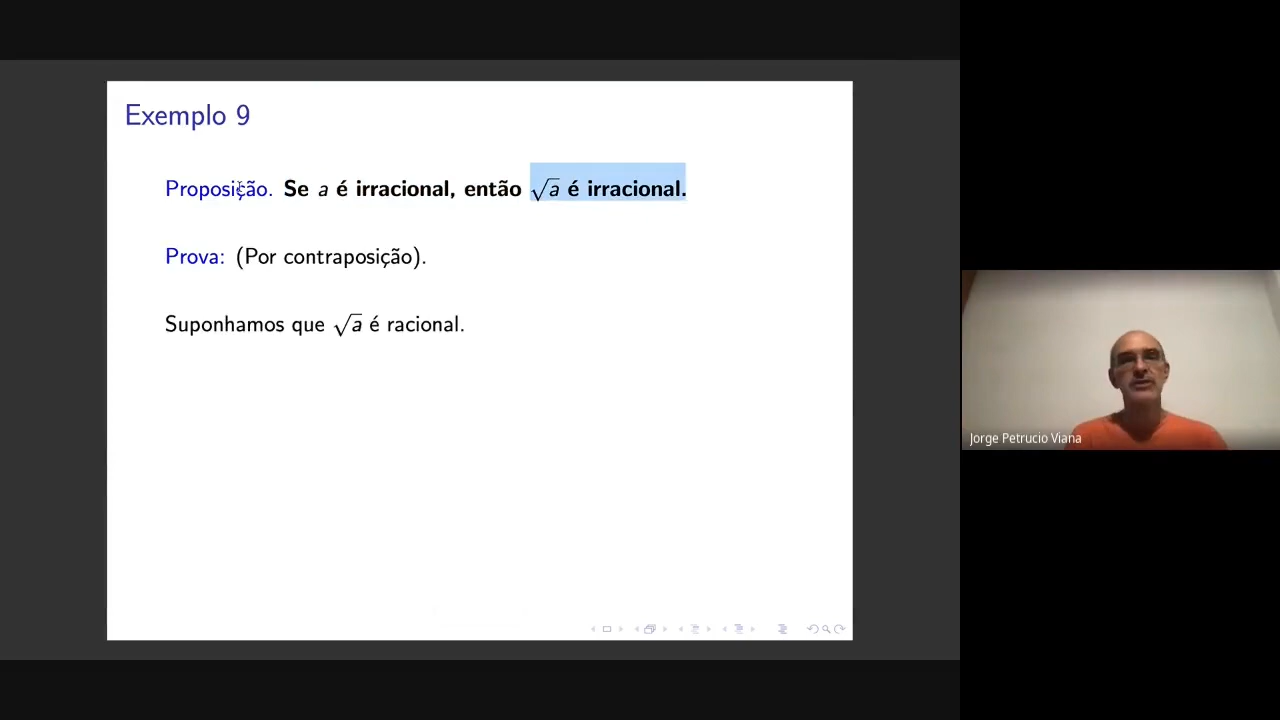 Exemplo 9
Proposição. Se a é irracional, então √a é irracional.
Prova: (Por contraposição).
Suponhamos que √a é racional.
Jorge Petrucio Viana